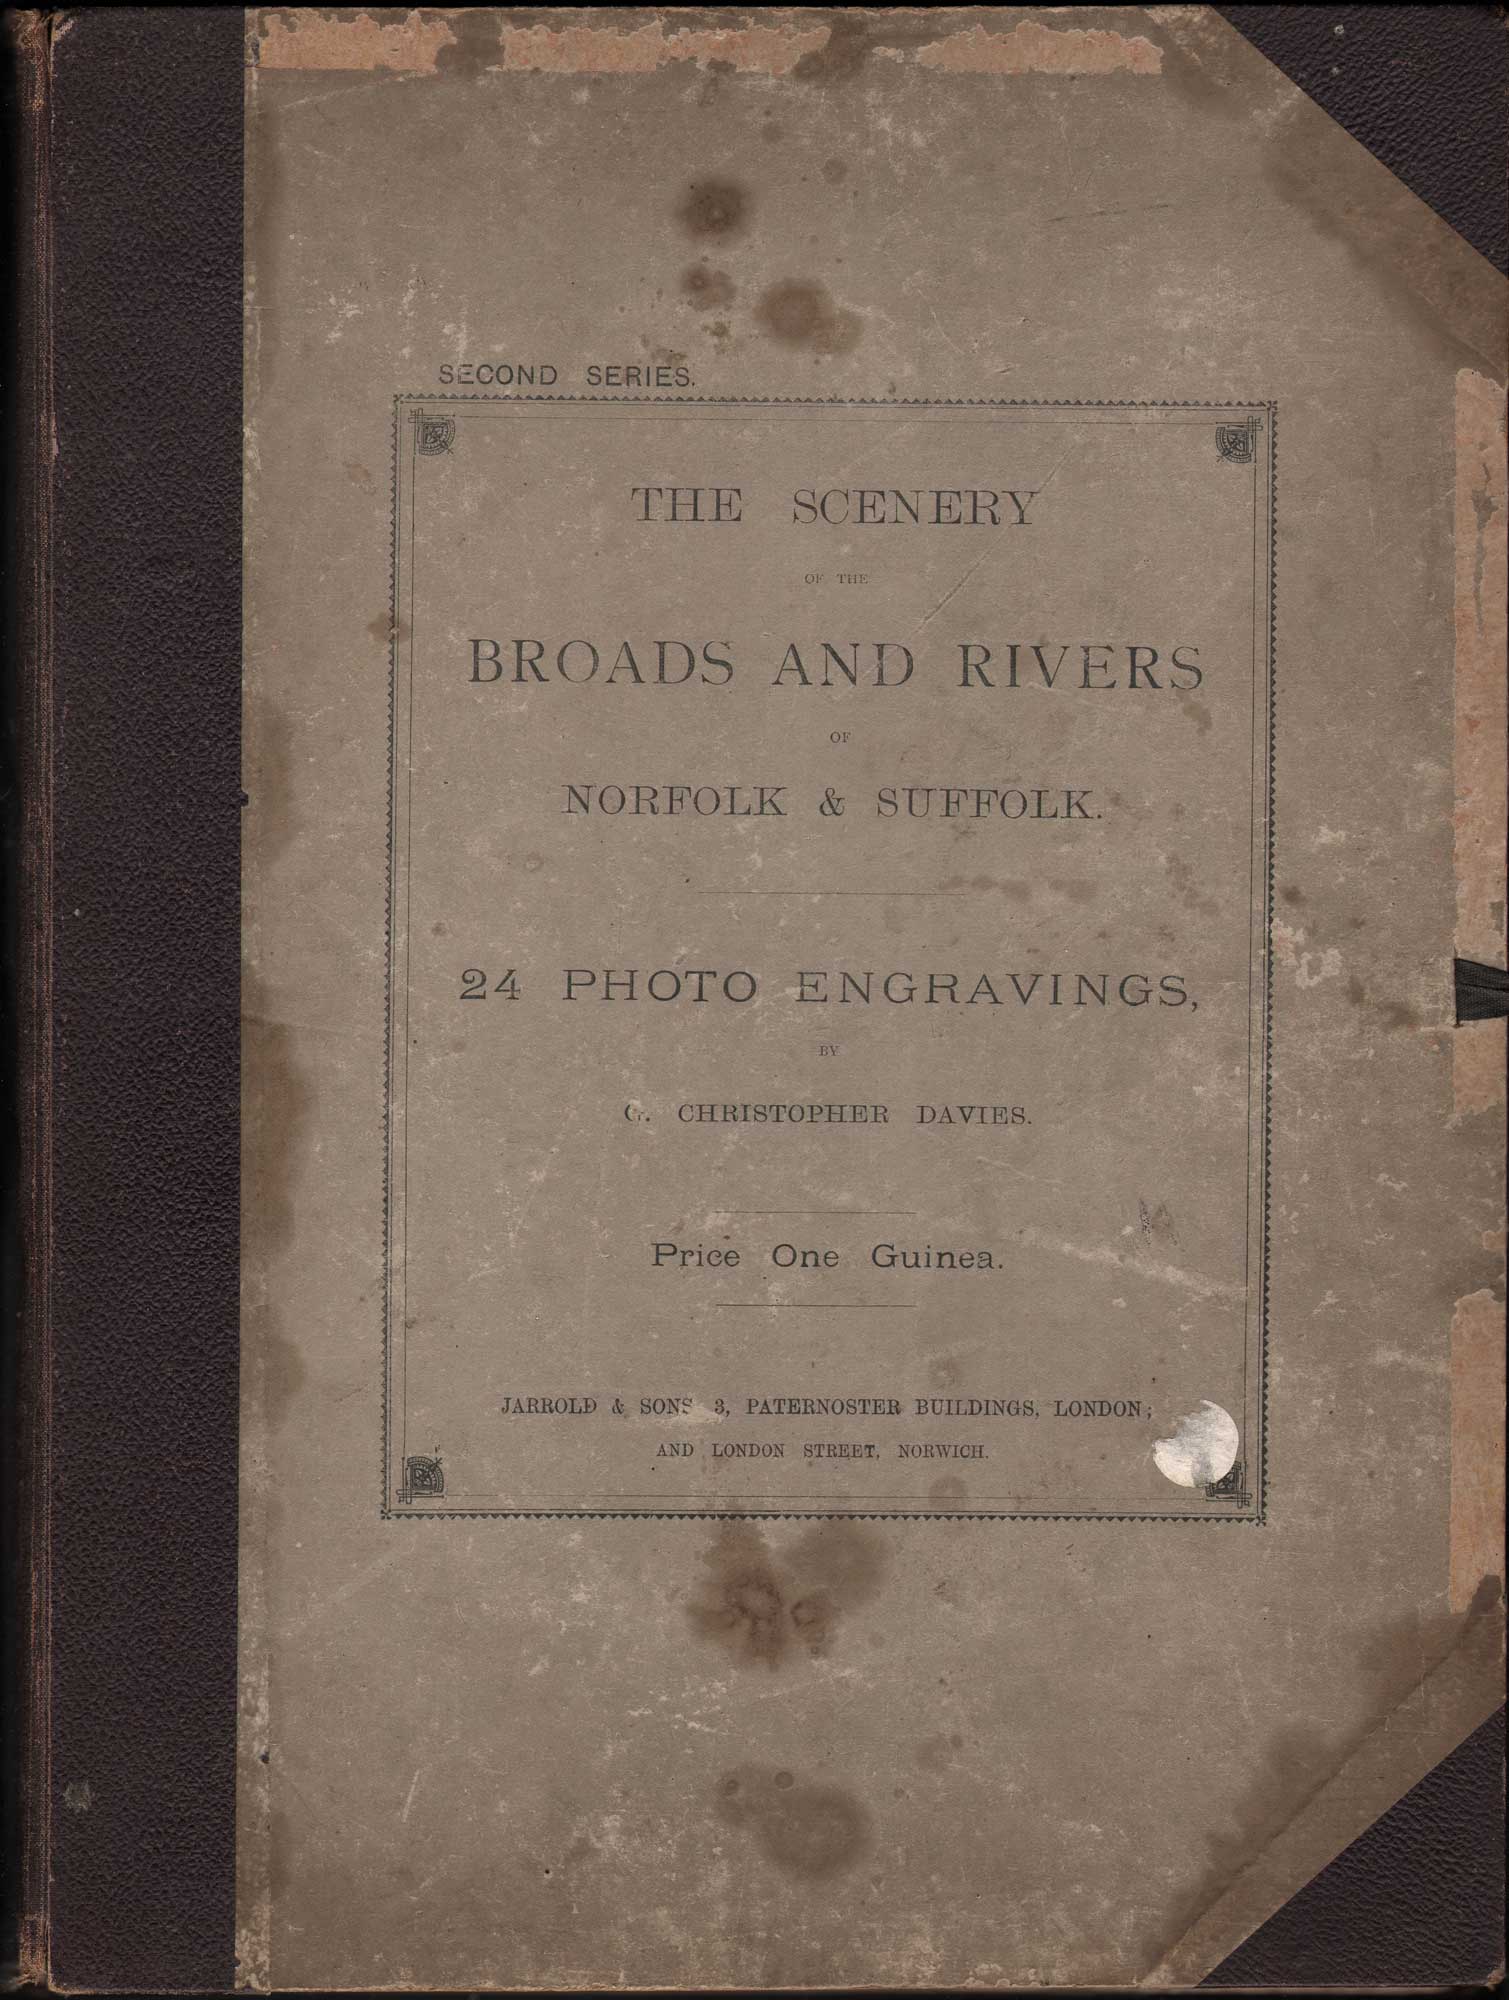 SECOND SERIES.
THE SCENERY
OF THE
BROADS AND RIVERS
OF
NORFOLK & SUFFOLK.
24 PHOTO ENGRAVINGS,
BY
G. CHRISTOPHER DAVIES.
Price One Guinea.
JARROLD & SONS 3, PATERNOSTER BUILDINGS, LONDON;
AND LONDON STREET, NORWICH.